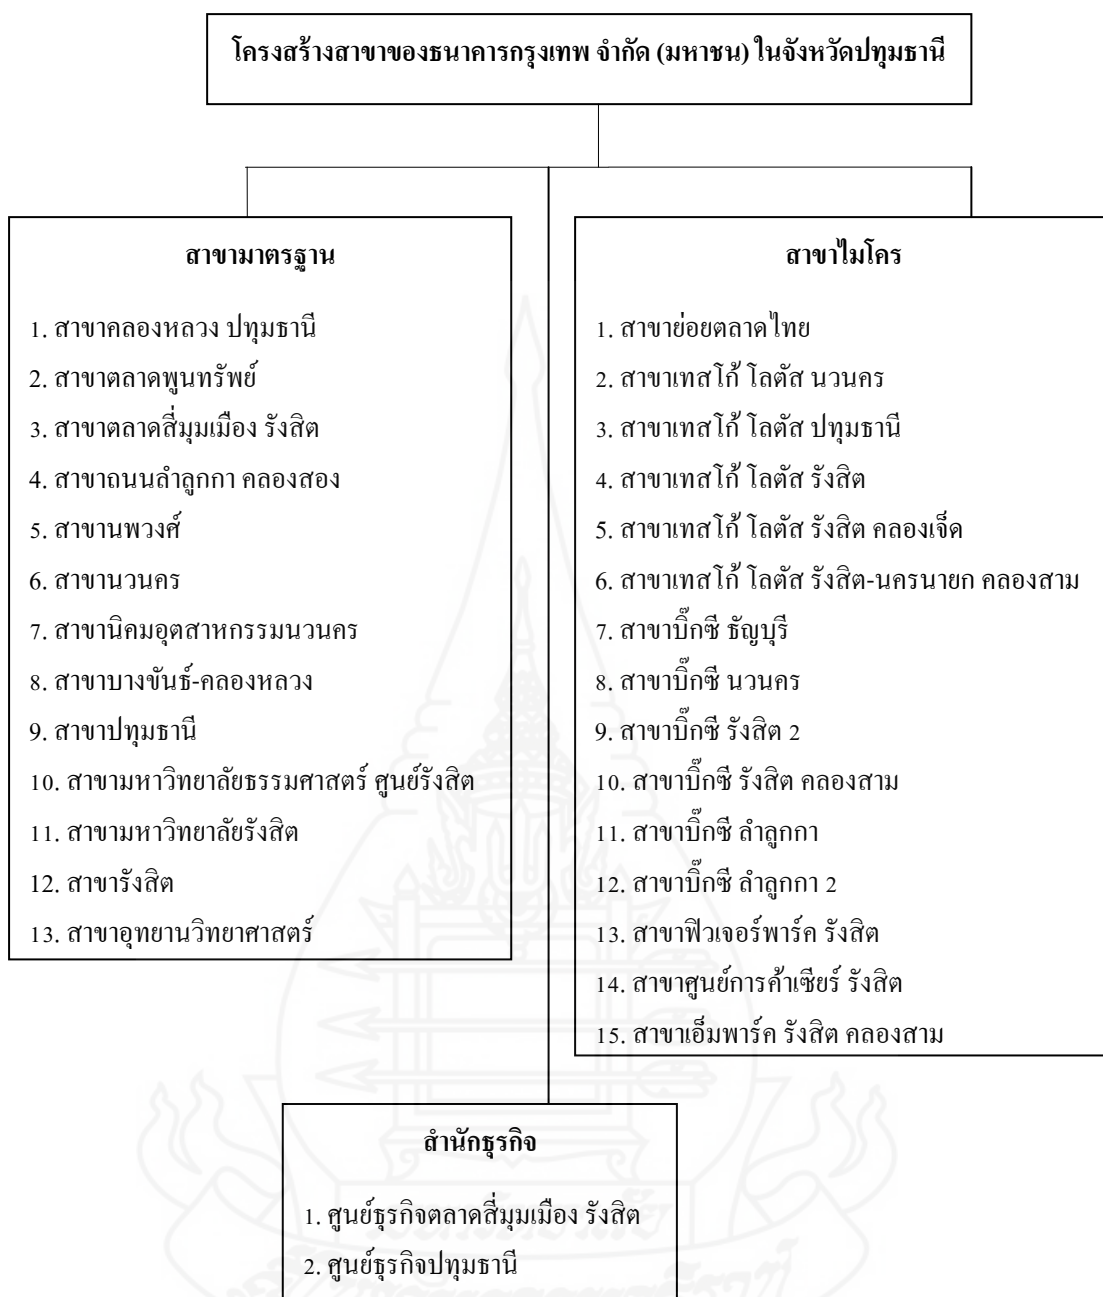 โครงสร้างสาขาของธนาคารกรุงเทพ จำกัด (มหาชน) ในจังหวัดปทุมธานี
สาขามาตรฐาน
1. สาขาคลองหลวง ปทุมธานี
2. สาขาตลาดพูนทรัพย์
3. สาขาตลาดสี่มุมเมือง รังสิต
4. สาขาถนนลำลูกกา คลองสอง
5. สาขานพวงศ์
6. สาขานวนคร
7. สาขานิคมอุตสาหกรรมนวนคร
8. สาขาบางขันธ์-คลองหลวง
9. สาขาปทุมธานี
10. สาขามหาวิทยาลัยธรรมศาสตร์ ศูนย์รังสิต
11. สาขามหาวิทยาลัยรังสิต
12. สาขารังสิต
13. สาขาอุทยานวิทยาศาสตร์
สาขาไมโคร
1. สาขาย่อยตลาดไทย
2. สาขาเทสโก้ โลตัส นวนคร
3. สาขาเทสโก้ โลตัส ปทุมธานี
4. สาขาเทสโก้ โลตัส รังสิต
5. สาขาเทสโก้ โลตัส รังสิต คลองเจ็ด
6. สาขาเทสโก้ โลตัส รังสิต-นครนายก คลองสาม
7. สาขาบิ๊กซี ธัญบุรี
8. สาขาบิ๊กซี นวนคร
9. สาขาบิ๊กซี รังสิต 2
10. สาขาบิ๊กซี รังสิต คลองสาม
11. สาขาบิ๊กซี ลำลูกกา
12. สาขาบิ๊กซี ลำลูกกา 2
13. สาขาฟิวเจอร์พาร์ค รังสิต
14. สาขาศูนย์การค้าเซียร์ รังสิต
15. สาขาเอ็มพาร์ค รังสิต คลองสาม
สำนักธุรกิจ
1. ศูนย์ธุรกิจตลาดสี่มุมเมือง รังสิต
2. ศูนย์ธุรกิจปทุมธานี